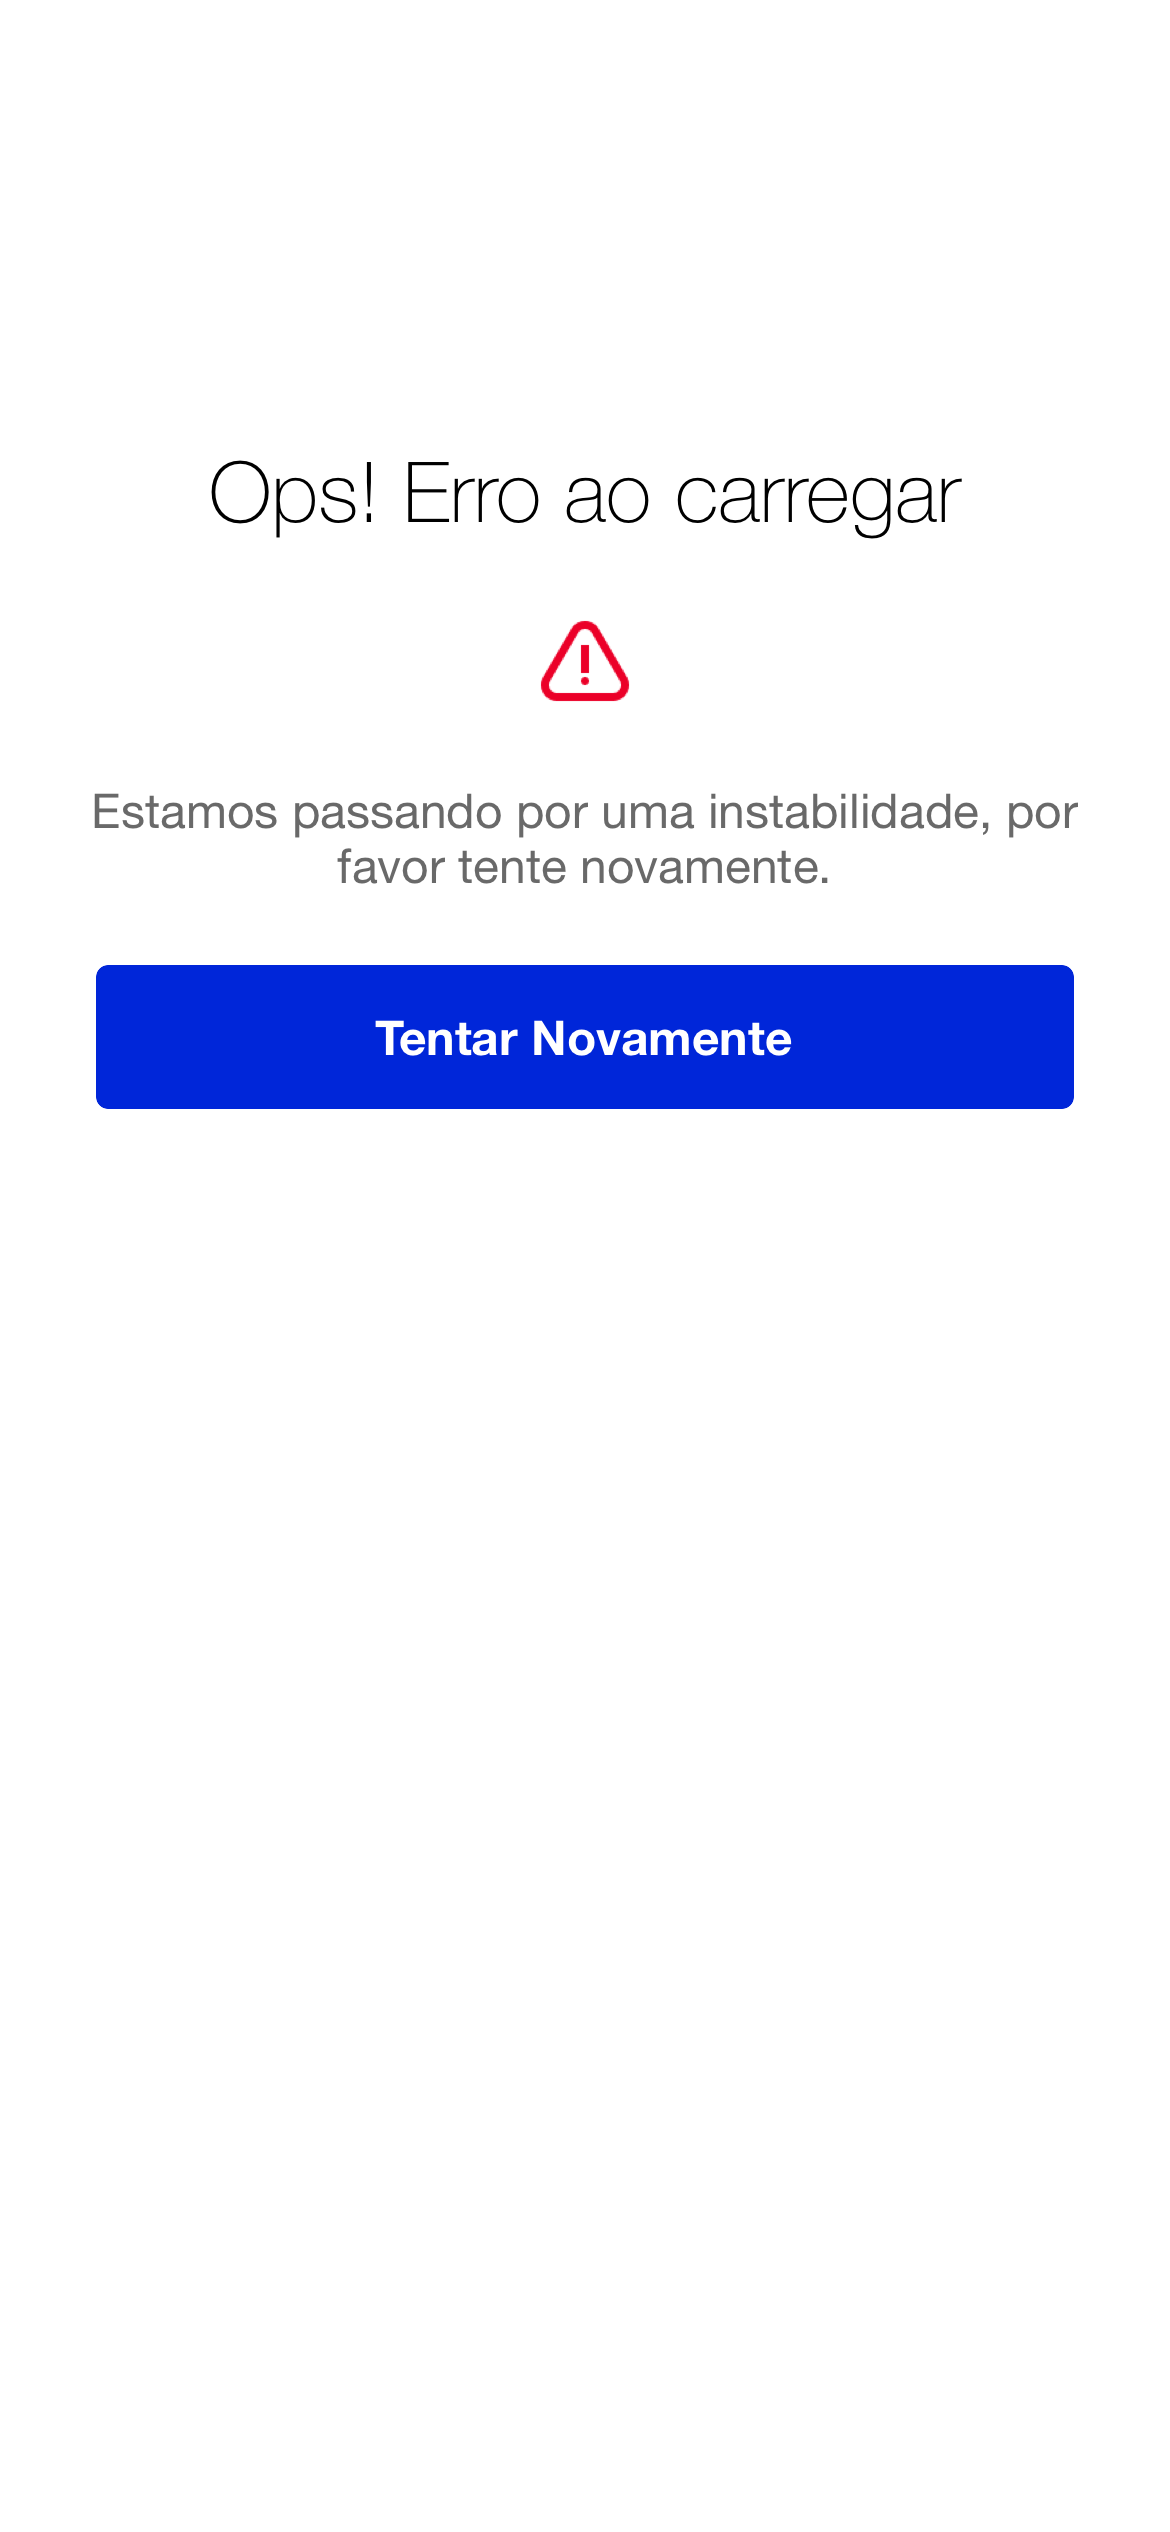 Ops! Erro ao carregar
Estamos passando por uma instabilidade, por
favor tente novamente.
Tentar Novamente